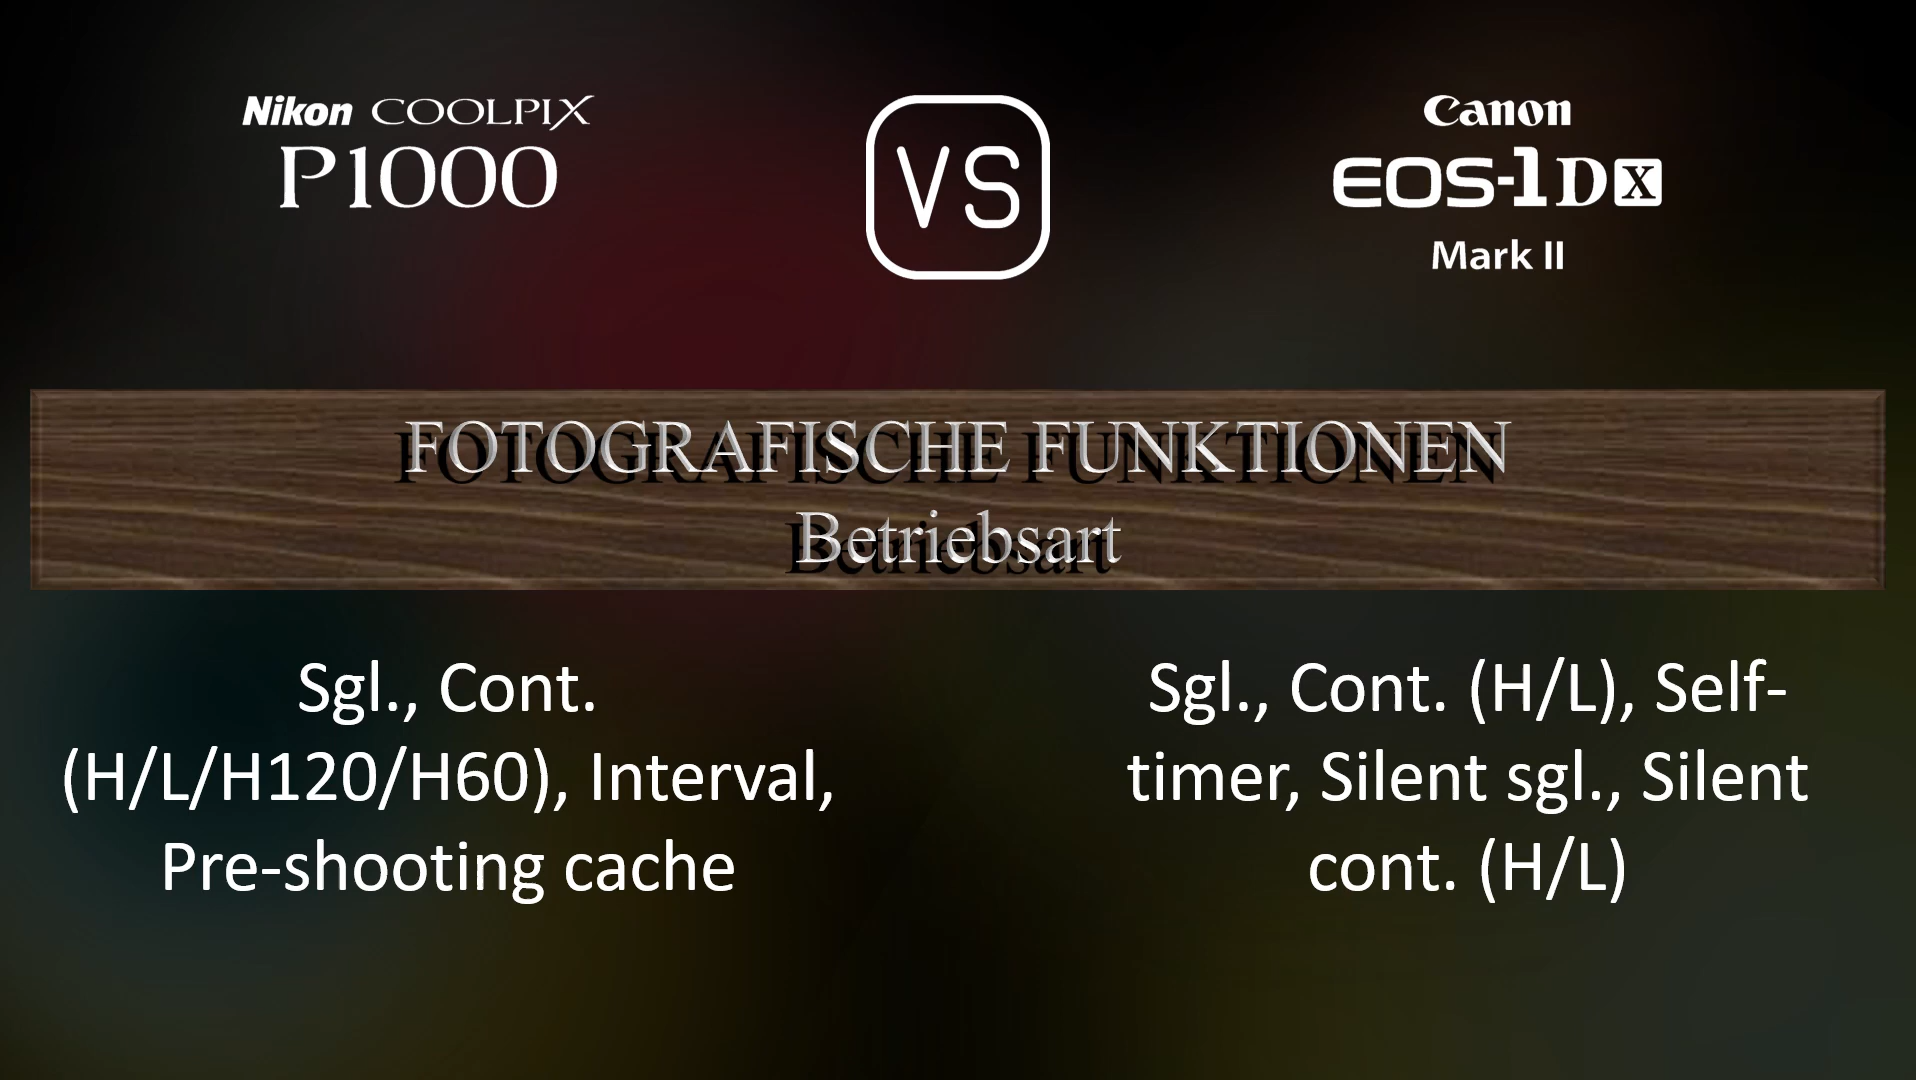 Nikon COOLPIX
P1000
VS
Canon
EOS-1DX
Mark II
FOTOGRAFISCHE FUNKTIONEN
Betriebsart
Sgl., Cont.
(H/L/H120/H60), Interval,
Pre-shooting cache
Sgl., Cont. (H/L), Self-
timer, Silent sgl., Silent
cont. (H/L)